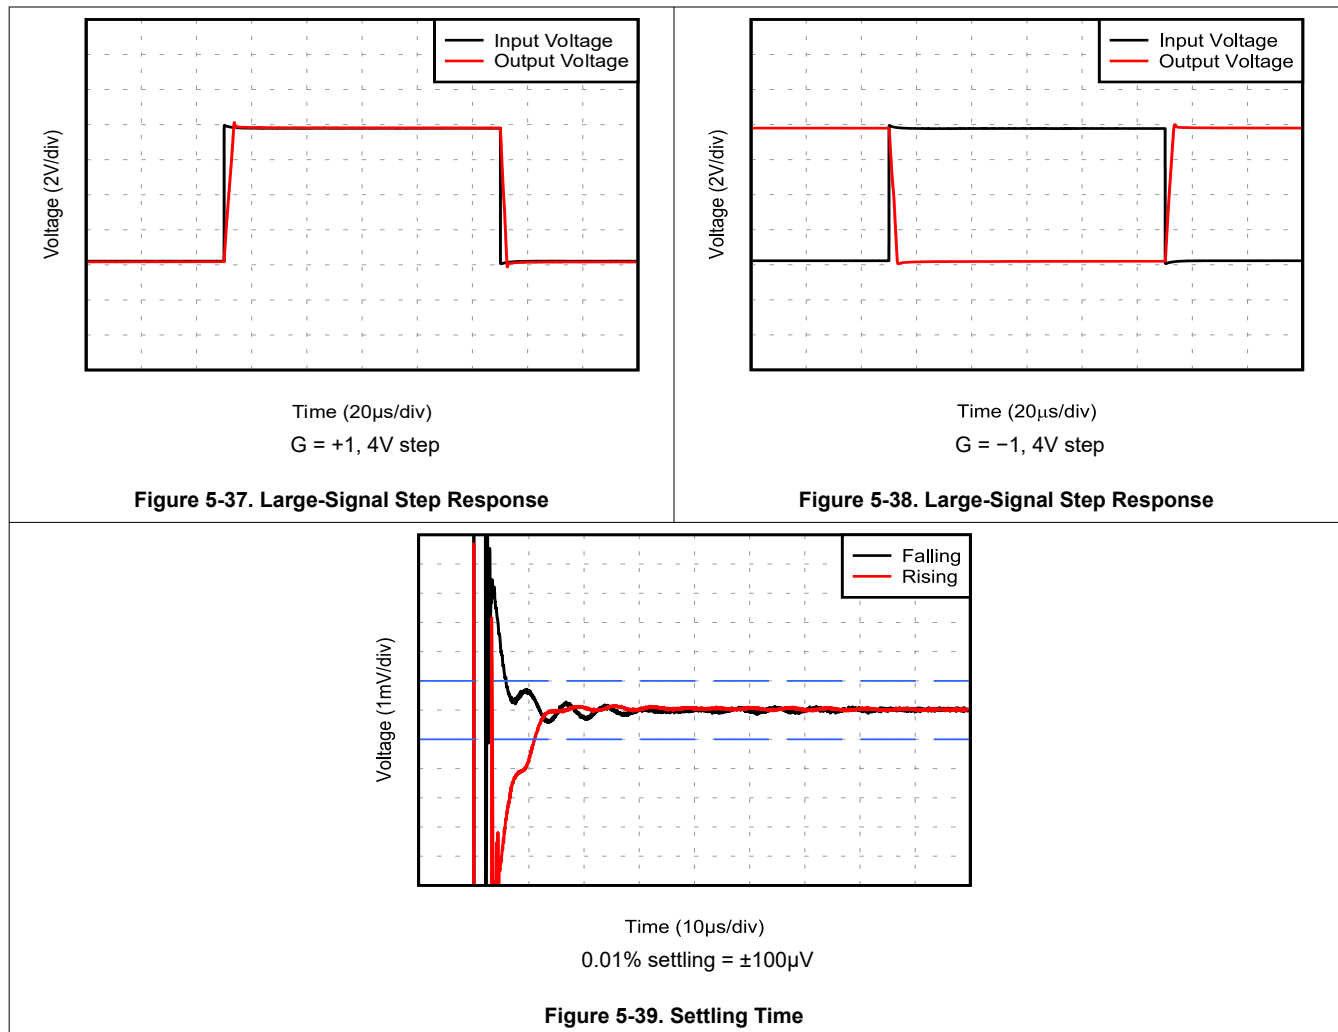 Input Voltage
Output Voltage
Voltage (2V/div)
Time (20µs/div)
G = +1, 4V step
Figure 5-37. Large-Signal Step Response
Input Voltage
Output Voltage
Voltage (2V/div)
Time (20µs/div)
G = −1, 4V step
Figure 5-38. Large-Signal Step Response
Falling
Rising
Voltage (1mV/div)
Time (10µs/div)
0.01% settling = ±100µV
Figure 5-39. Settling Time